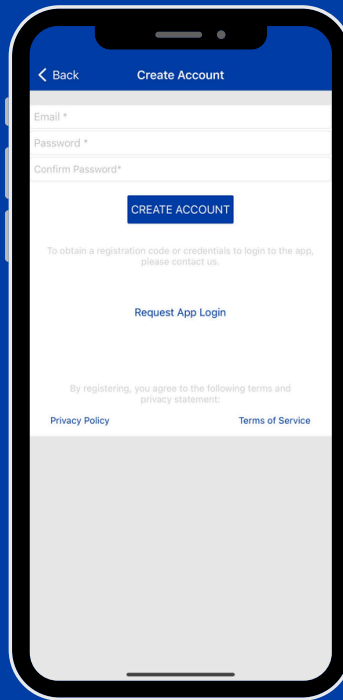 Back
Create Account
Email *
Password *
Confirm Password*
CREATE ACCOUNT
To obtain a registration code or credentials to login to the app,
please contact us.
Request App Login
By registering, you agree to the following terms and
privacy statement:
Privacy Policy
Terms of Service